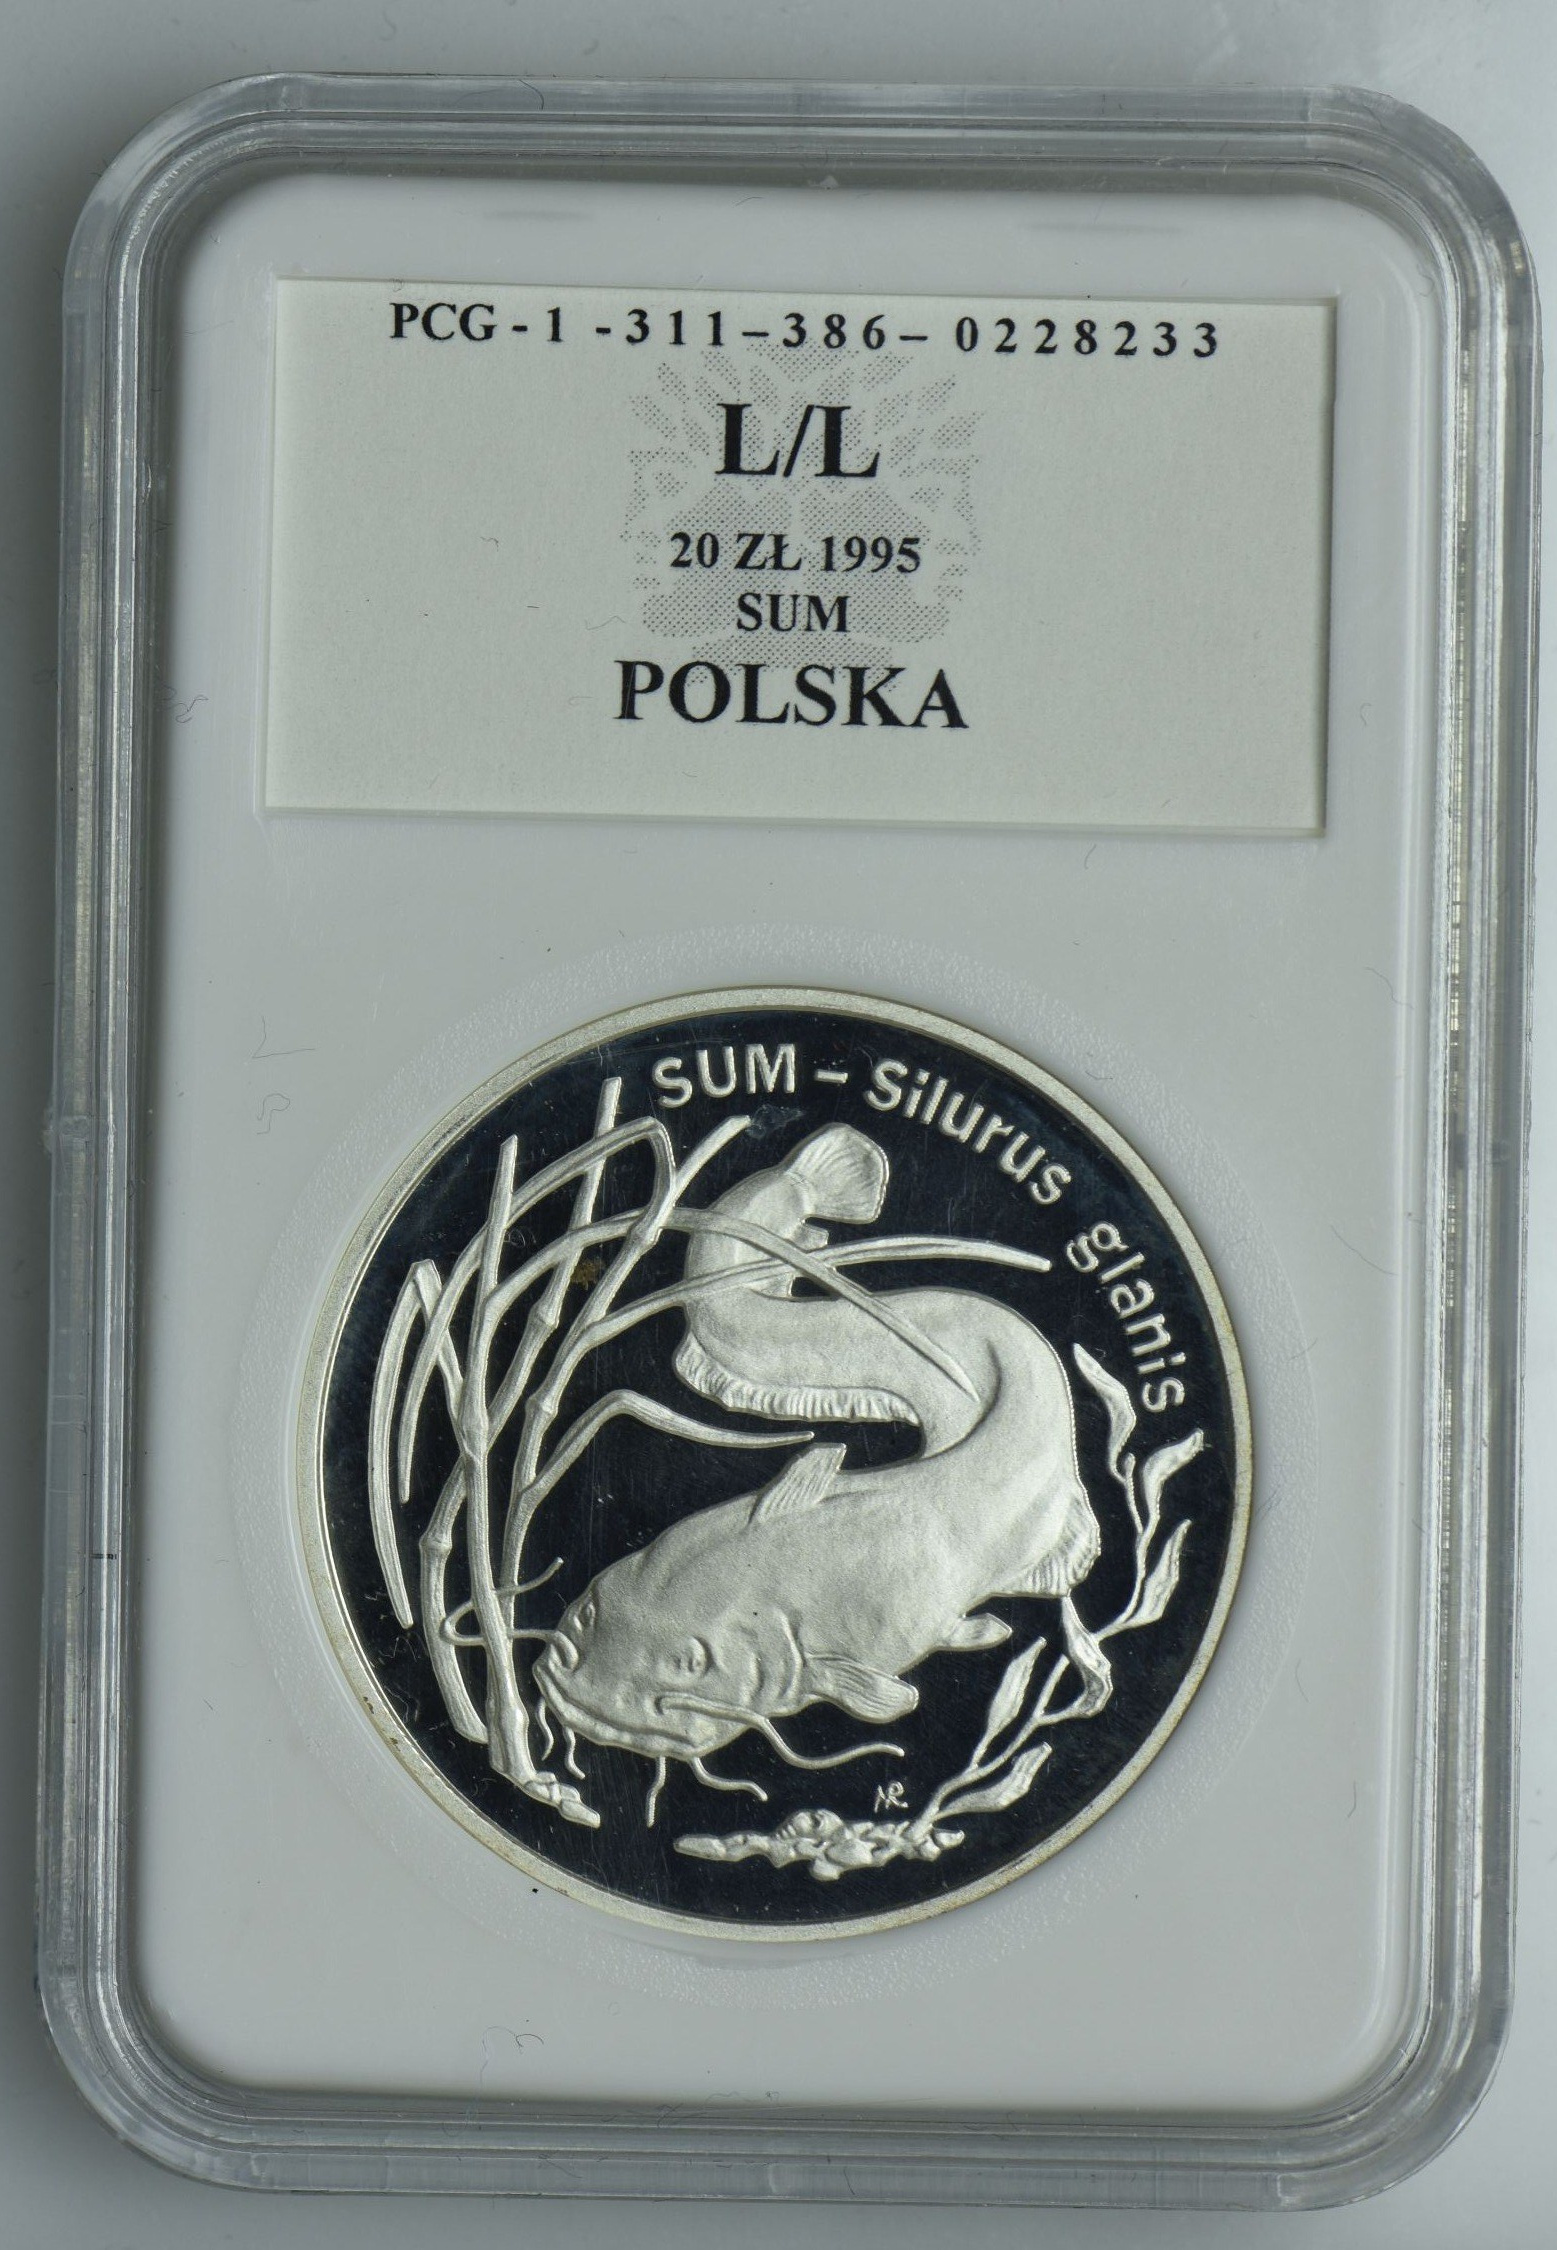 PCG - 1 - 311 - 386 - 0228233
L/L
20 ZŁ 1995
SUM
POLSKA
SUM – Silurus glanis